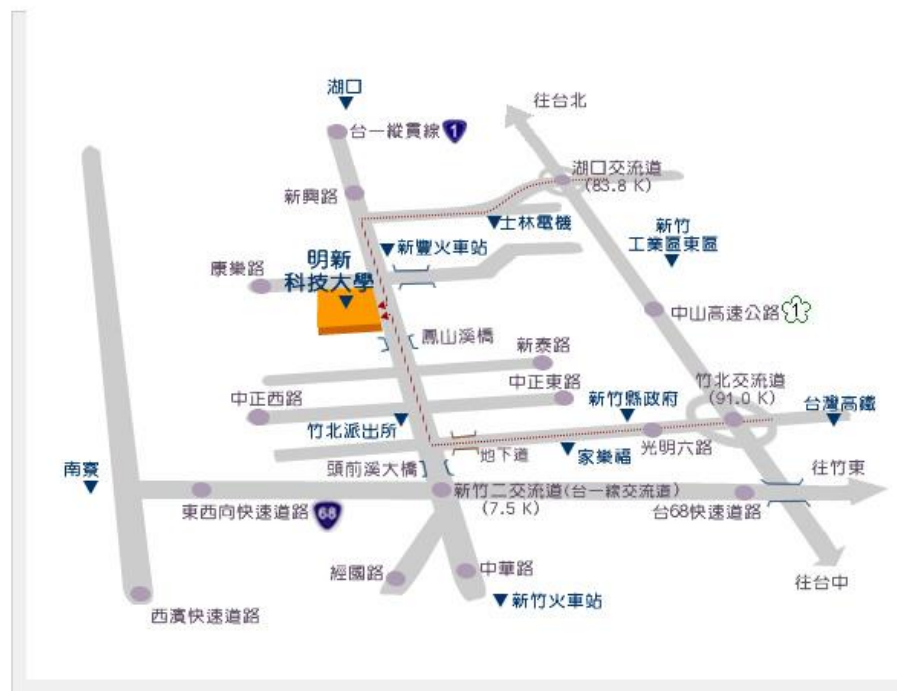 湖口
往台北
台一縱貫線 1
湖口交流道
(83.8 K)
新興路
士林電機
新竹
工業區東區
新豐火車站
明新
科技大學
康樂路
中山高速公路 1
鳳山溪橋
新泰路
中正東路
竹北交流道
(91.0 K)
中正西路
新竹縣政府
台灣高鐵
竹北派出所
地下道
家樂福
光明六路
南寮
頭前溪大橋
往竹東
新竹二交流道(台一線交流道)
(7.5 K)
東西向快速道路 68
台68快速道路
經國路
中華路
往台中
新竹火車站
西濱快速道路